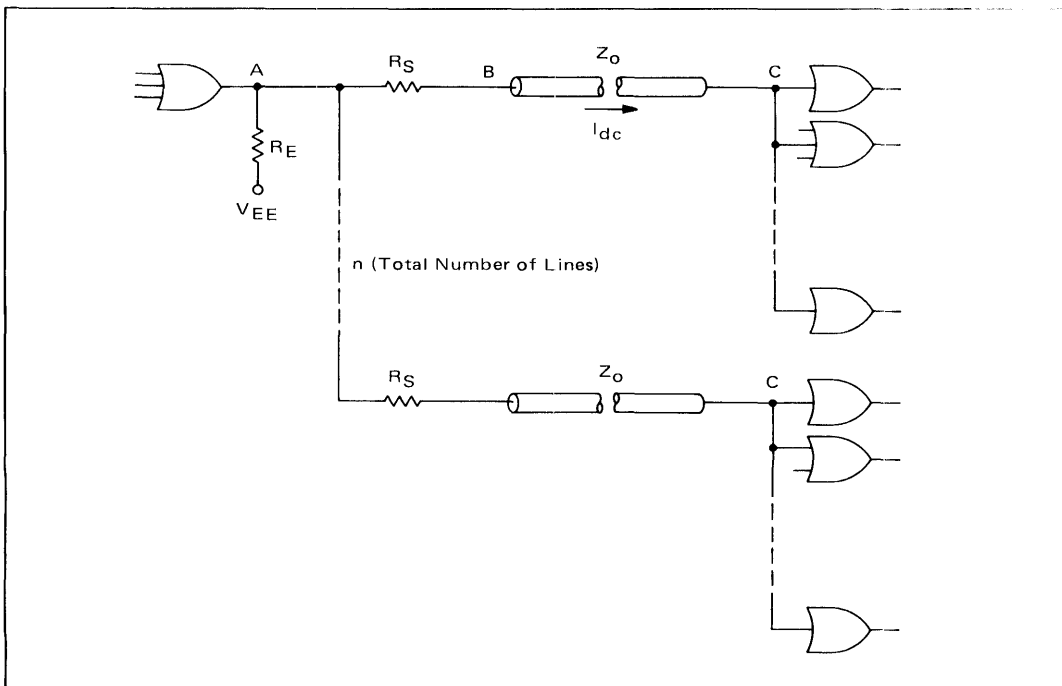 A
R_S
B
Z_o
C
I_dc
R_E
V_EE
n (Total Number of Lines)
R_S
Z_o
C